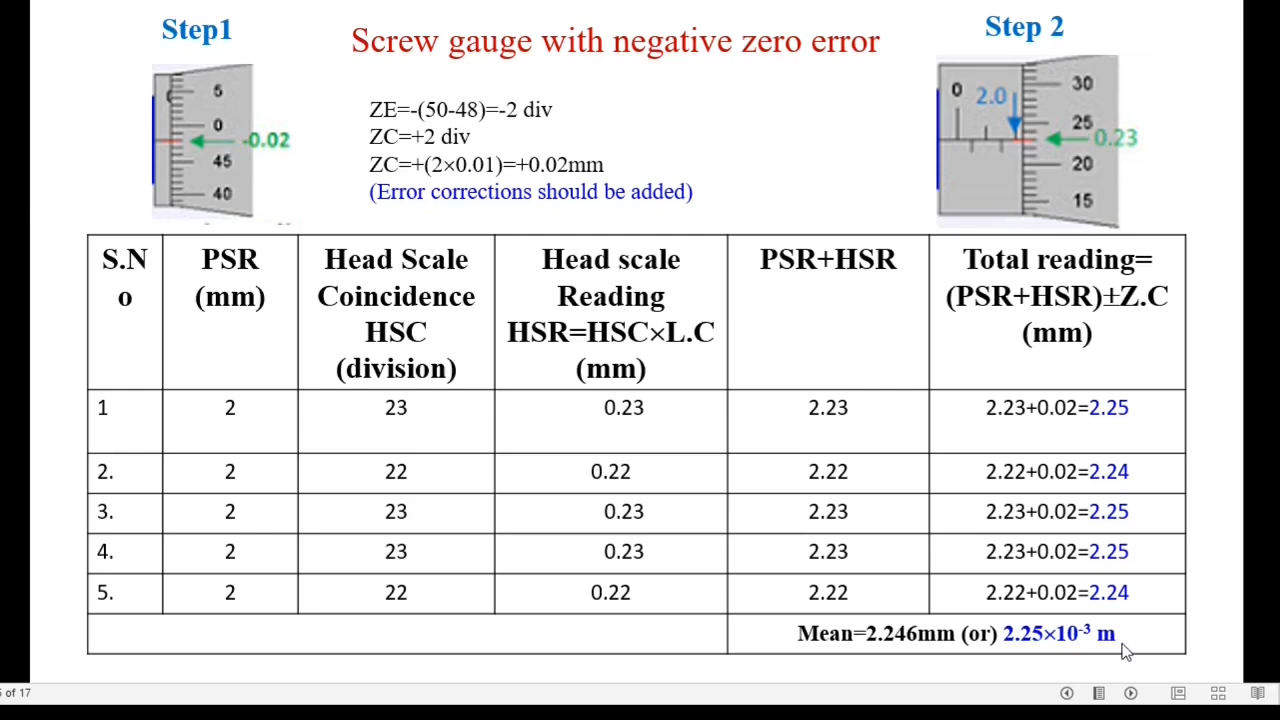 Step1
Screw gauge with negative zero error
Step 2
5
0
-0.02
45
40
ZE=-(50-48)=-2 div
ZC=+2 div
ZC=+(2×0.01)=+0.02mm
(Error corrections should be added)
0
2.0
30
25
0.23
20
15
S.N
o
PSR
(mm)
Head Scale
Coincidence
HSC
(division)
Head scale
Reading
HSR=HSC×L.C
(mm)
PSR+HSR
Total reading=
(PSR+HSR)±Z.C
(mm)
1 2 23 0.23 2.23 2.23+0.02=2.25
2. 2 22 0.22 2.22 2.22+0.02=2.24
3. 2 23 0.23 2.23 2.23+0.02=2.25
4. 2 23 0.23 2.23 2.23+0.02=2.25
5. 2 22 0.22 2.22 2.22+0.02=2.24
Mean=2.246mm (or) 2.25×10⁻³ m
of 17